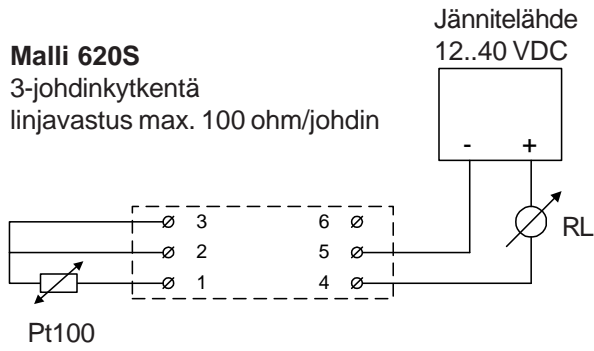 Malli 620S
3-johdinkytkentä
linjavastus max. 100 ohm/johdin
Jännitelähde
12..40 VDC
- +
RL
3 6
2 5
1 4
Pt100